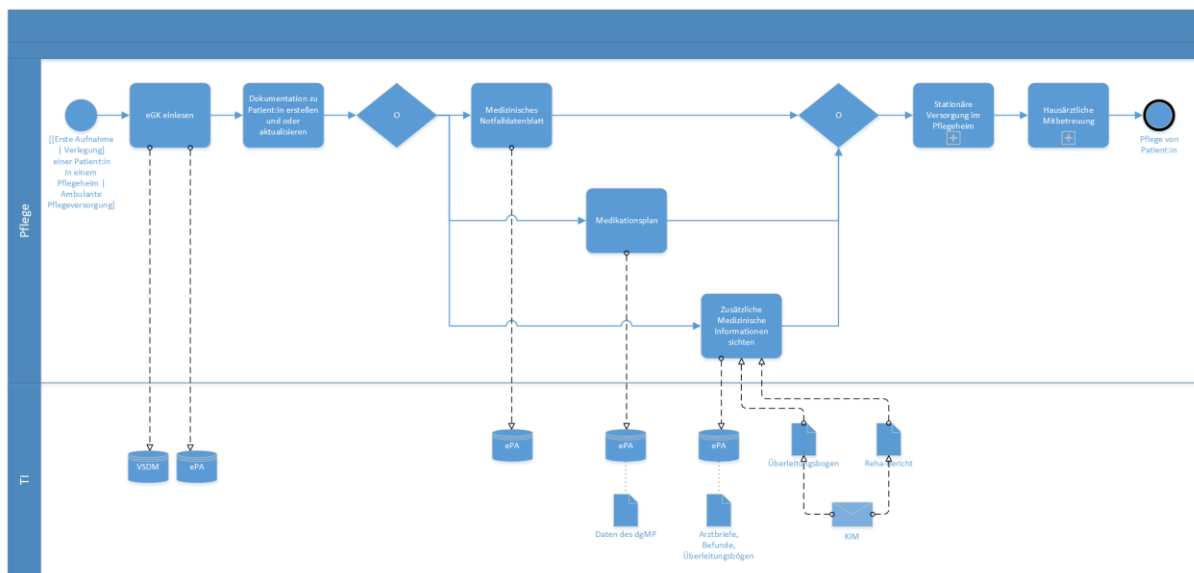 Pflege
eGK einlesen
Dokumentation zu
Patient:in erstellen
und oder
aktualisieren
O
Medizinisches
Notfalldatenblatt
O
Stationäre
Versorgung im
Pflegeheim
Hausärztliche
Mitbetreuung
[[Erste Aufnahme
| Verlegung]
einer Patient:in
in einem
Pflegeheim |
Ambulante
Pflegeversorgung]
Pflege von
Patient:in
Medikationsplan
Zusätzliche
Medizinische
Informationen
sichten
TI
VSDM
ePA
ePA
ePA
ePA
Überleitungsbogen
Reha-Bericht
Daten des dgMP
Arztbriefe,
Befunde,
Überleitungsbögen
KIM